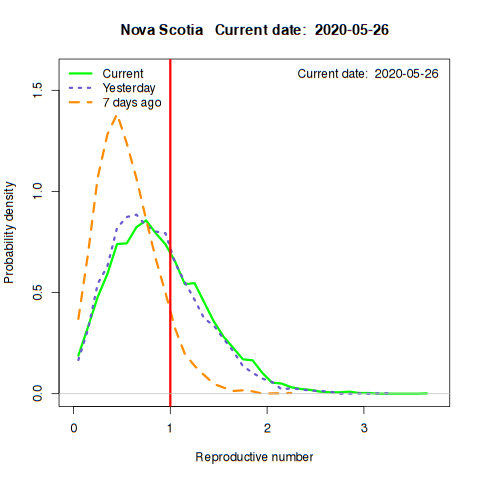 Nova Scotia Current date: 2020-05-26
Current
Yesterday
7 days ago
Current date: 2020-05-26
Probability density
1.5
1.0
0.5
0.0
0 1 2 3
Reproductive number